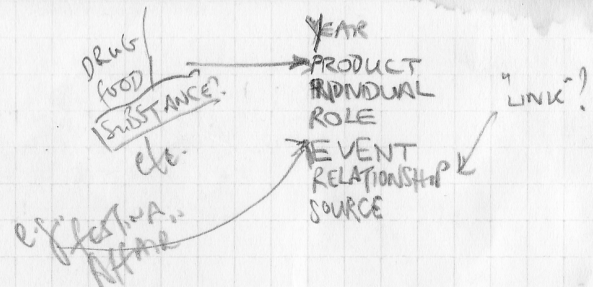 DRUG
FOOD
SUBSTANCE?
etc.
YEAR
PRODUCT
INDIVIDUAL
ROLE
EVENT
RELATIONSHIP
SOURCE
"LINK"?
e.g. FESTINA
AFFAIR